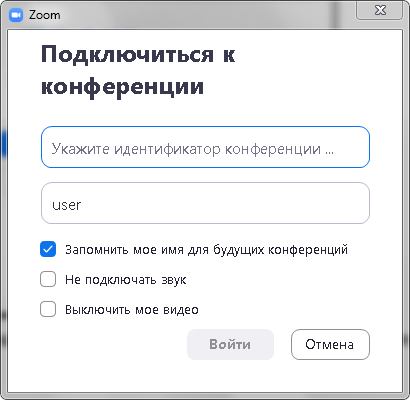 Zoom
Подключиться к
конференции
Укажите идентификатор конференции ...
user
Запомнить мое имя для будущих конференций
Не подключать звук
Выключить мое видео
Войти
Отмена